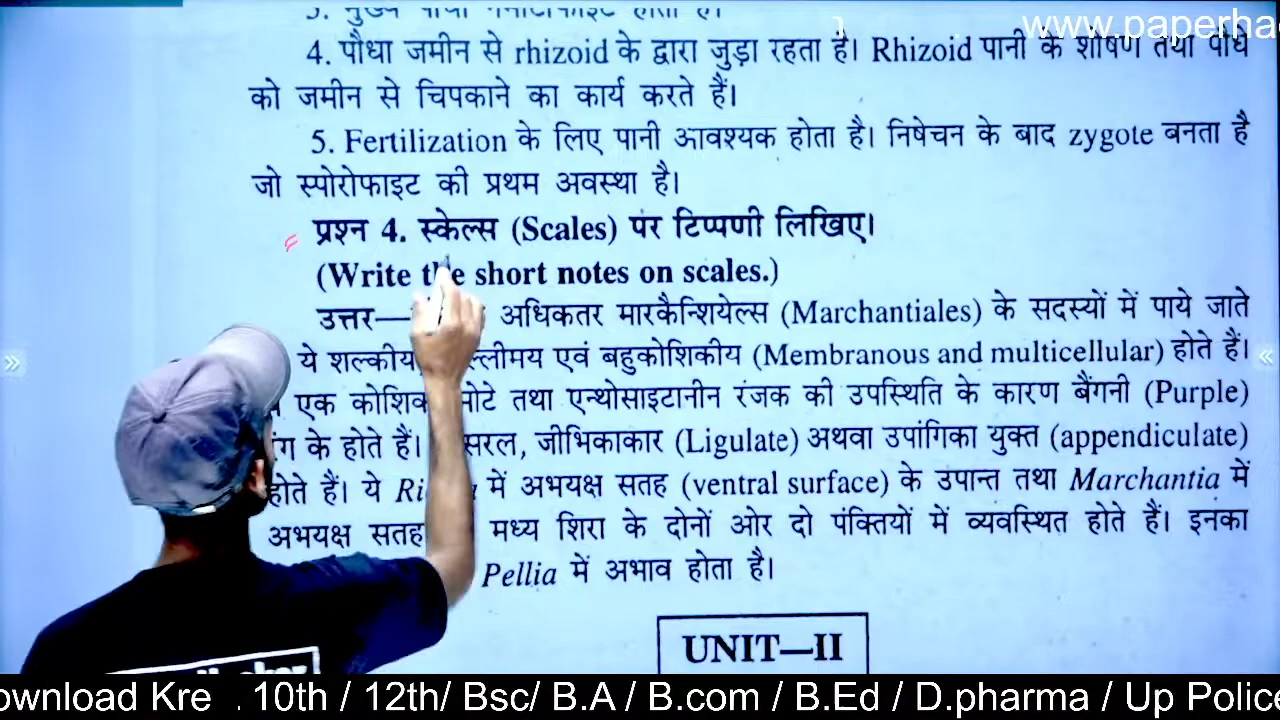 www.paperha
4. पौधा जमीन से rhizoid के द्वारा जुड़ा रहता है। Rhizoid पानी के शोषण तथा पौधे
को जमीन से चिपकाने का कार्य करते हैं।
5. Fertilization के लिए पानी आवश्यक होता है। निषेचन के बाद zygote बनता है
जो स्पोरोफाइट की प्रथम अवस्था है।
प्रश्न 4. स्केल्स (Scales) पर टिप्पणी लिखिए।
(Write the short notes on scales.)
उत्तर— अधिकतर मारकैन्शियेल्स (Marchantiales) के सदस्यों में पाये जाते
ये शल्कीय एवं बहुकोशिकीय (Membranous and multicellular) होते हैं।
एक मोटे तथा एन्थोसाइटानीन रंजक की उपस्थिति के कारण बैंगनी (Purple)
के होते हैं। सरल, जीभिकाकार (Ligulate) अथवा उपांगिका युक्त (appendiculate)
होते हैं। ये में अभयक्ष सतह (ventral surface) के उपान्त तथा Marchantia में
अभयक्ष सतह मध्य शिरा के दोनों ओर दो पंक्तियों में व्यवस्थित होते हैं। इनका
Pellia में अभाव होता है।
UNIT—II
ownload Kre . 10th / 12th/ Bsc/ B.A / B.com / B.Ed / D.pharma / Up Police